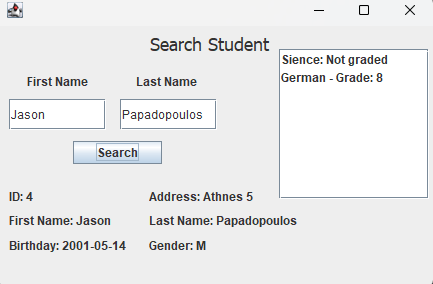 Search Student
First Name
Last Name
Jason
Papadopoulos
Search
Sience: Not graded
German - Grade: 8
ID: 4
Address: Athnes 5
First Name: Jason
Last Name: Papadopoulos
Birthday: 2001-05-14
Gender: M